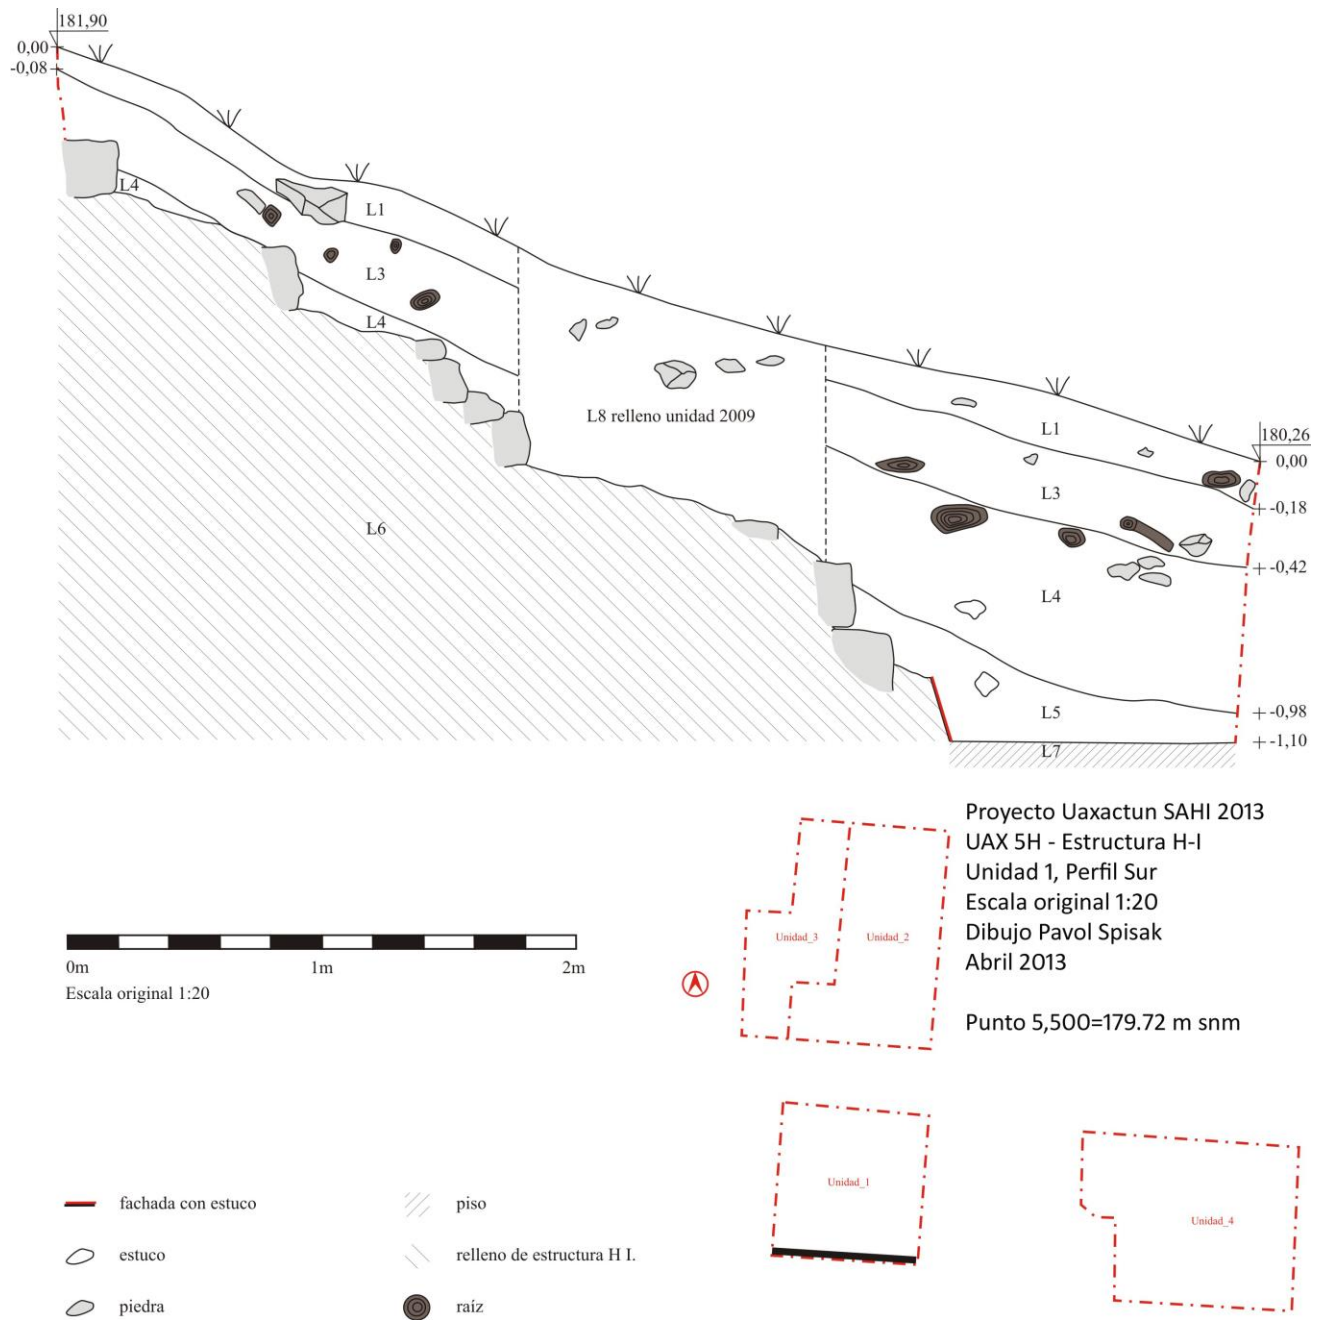 181,90
0,00
-0,08
L4
L1
L3
L4
L8 relleno unidad 2009
L6
L1
180,26
0,00
L3
-0,18
-0,42
L4
L5
-0,98
-1,10
L7
Proyecto Uaxactun SAHI 2013
UAX 5H - Estructura H-I
Unidad 1, Perfil Sur
Escala original 1:20
Dibujo Pavol Spisak
Abril 2013
Punto 5,500=179.72 m snm
0m 1m 2m
Escala original 1:20
Unidad_3
Unidad_2
Unidad_1
Unidad_4
fachada con estuco
estuco
piedra
piso
relleno de estructura H I.
raíz